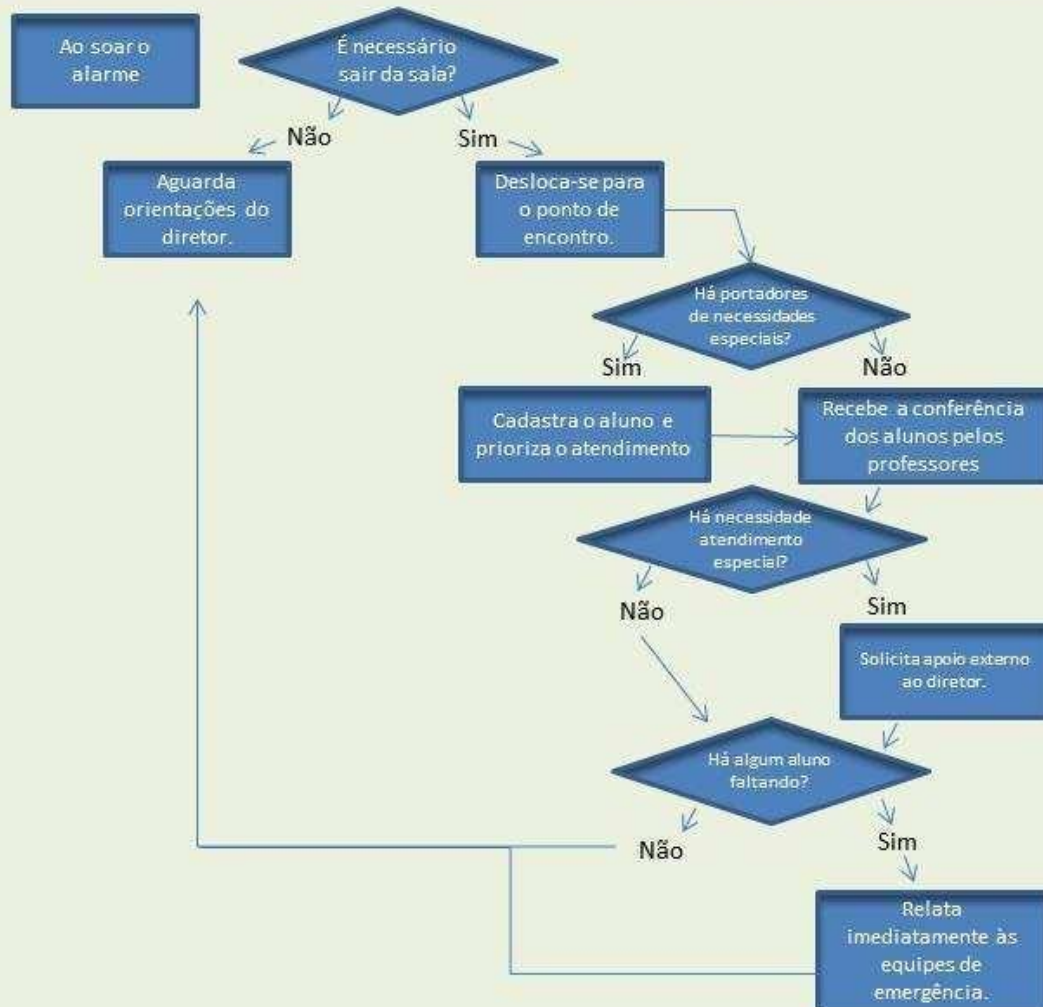 Ao soar o
alarme
É necessário
sair da sala?
Não
Sim
Aguarda
orientações do
diretor.
Desloca-se para
o ponto de
encontro.
Há portadores
de necessidades
especiais?
Sim
Não
Cadastra o aluno e
prioriza o atendimento
Recebe a conferência
dos alunos pelos
professores
Há necessidade
atendimento
especial?
Não
Sim
Solicita apoio externo
ao diretor.
Há algum aluno
faltando?
Não
Sim
Relata
imediatamente às
equipes de
emergência.